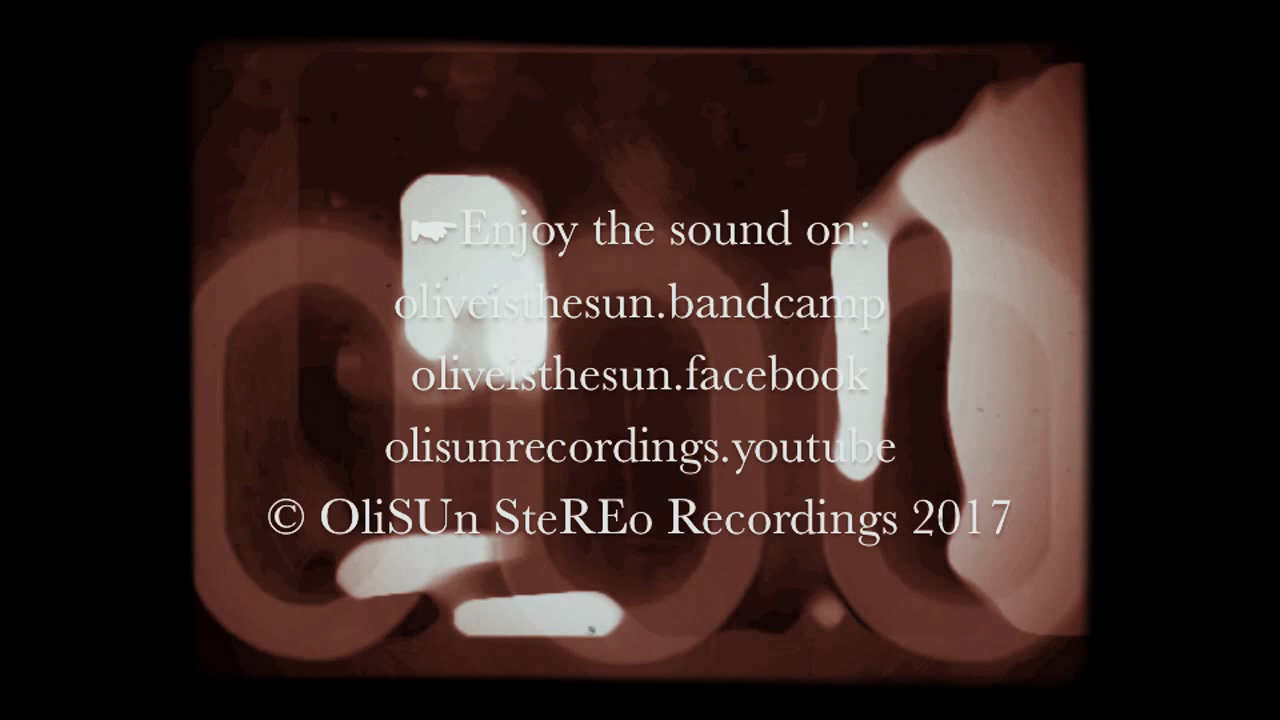 ☛Enjoy the sound on:
oliveisthesun.bandcamp
oliveisthesun.facebook
olisunrecordings.youtube
© OliSUn SteREo Recordings 2017